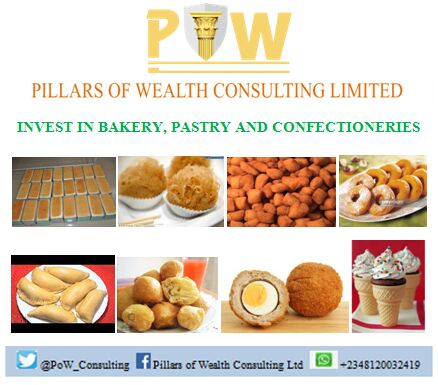 POW
PILLARS OF WEALTH CONSULTING LIMITED
INVEST IN BAKERY, PASTRY AND CONFECTIONERIES
@PoW_Consulting Pillars of Wealth Consulting Ltd +2348120032419